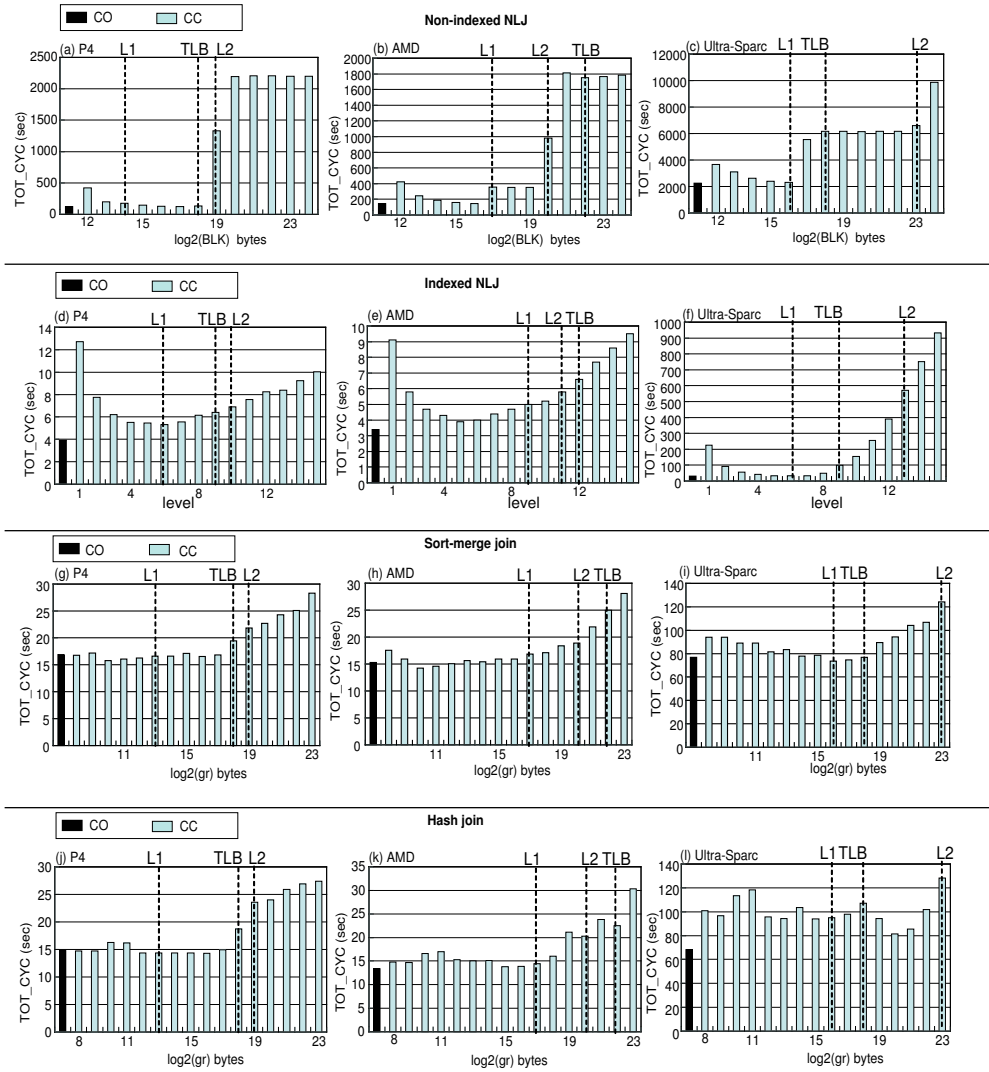 Non-indexed NLJ
CO CC
(a) P4 L1 TLB L2
2500
2000
1500
1000
500
0
TOT_CYC (sec)
12 15 19 23
log2(BLK) bytes
(b) AMD L1 L2 TLB
2000
1800
1600
1400
1200
1000
800
600
400
200
0
TOT_CYC (sec)
12 15 19 23
log2(BLK) bytes
(c) Ultra-Sparc L1 TLB L2
12000
10000
8000
6000
4000
2000
0
TOT_CYC (sec)
12 15 19 23
log2(BLK) bytes
Indexed NLJ
CO CC
(d) P4 L1 TLB L2
14
12
10
8
6
4
2
0
TOT_CYC (sec)
1 4 8 12
level
(e) AMD L1 L2 TLB
10
9
8
7
6
5
4
3
2
1
0
TOT_CYC (sec)
1 4 8 12
level
(f) Ultra-Sparc L1 TLB L2
1000
900
800
700
600
500
400
300
200
100
0
TOT_CYC (sec)
1 4 8 12
level
Sort-merge join
CO CC
(g) P4 L1 TLB L2
30
25
20
15
10
5
0
TOT_CYC (sec)
11 15 19 23
log2(gr) bytes
(h) AMD L1 L2 TLB
30
25
20
15
10
5
0
TOT_CYC (sec)
11 15 19 23
log2(gr) bytes
(i) Ultra-Sparc L1 TLB L2
140
120
100
80
60
40
20
0
TOT_CYC (sec)
11 15 19 23
log2(gr) bytes
Hash join
CO CC
(j) P4 L1 TLB L2
30
25
20
15
10
5
0
TOT_CYC (sec)
8 11 15 19 23
log2(gr) bytes
(k) AMD L1 L2 TLB
35
30
25
20
15
10
5
0
TOT_CYC (sec)
8 11 15 19 23
log2(gr) bytes
(l) Ultra-Sparc L1 TLB L2
140
120
100
80
60
40
20
0
TOT_CYC (sec)
8 11 15 19 23
log2(gr) bytes